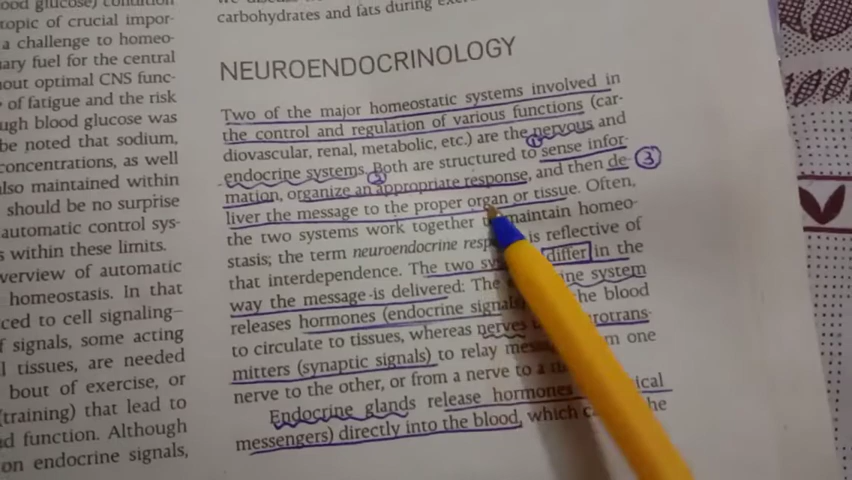 ood glucose) condition
topic of crucial impor-
a challenge to homeo-
ary fuel for the central
out optimal CNS func-
of fatigue and the risk
ugh blood glucose was
be noted that sodium,
concentrations, as well
also maintained within
should be no surprise
automatic control sys-
s within these limits.
verview of automatic
homeostasis. In that
ced to cell signaling—
f signals, some acting
l tissues, are needed
bout of exercise, or
(training) that lead to
d function. Although
on endocrine signals,
carbohydrates and fats during
NEUROENDOCRINOLOGY
Two of the major homeostatic systems involved in
the control and regulation of various functions (car-
diovascular, renal, metabolic, etc.) are the nervous and
endocrine systems. Both are structured to sense infor-
mation, organize an appropriate response, and then de-
liver the message to the proper organ or tissue. Often,
the two systems work together maintain homeo-
stasis; the term neuroendocrine is reflective of
that interdependence. The two differ in the
way the message is delivered: The system
releases hormones (endocrine the blood
to circulate to tissues, whereas nerves
mitters (synaptic signals) to relay one
nerve to the other, or from a nerve to a
Endocrine glands release hormones
messengers) directly into the blood, which
1
2
3